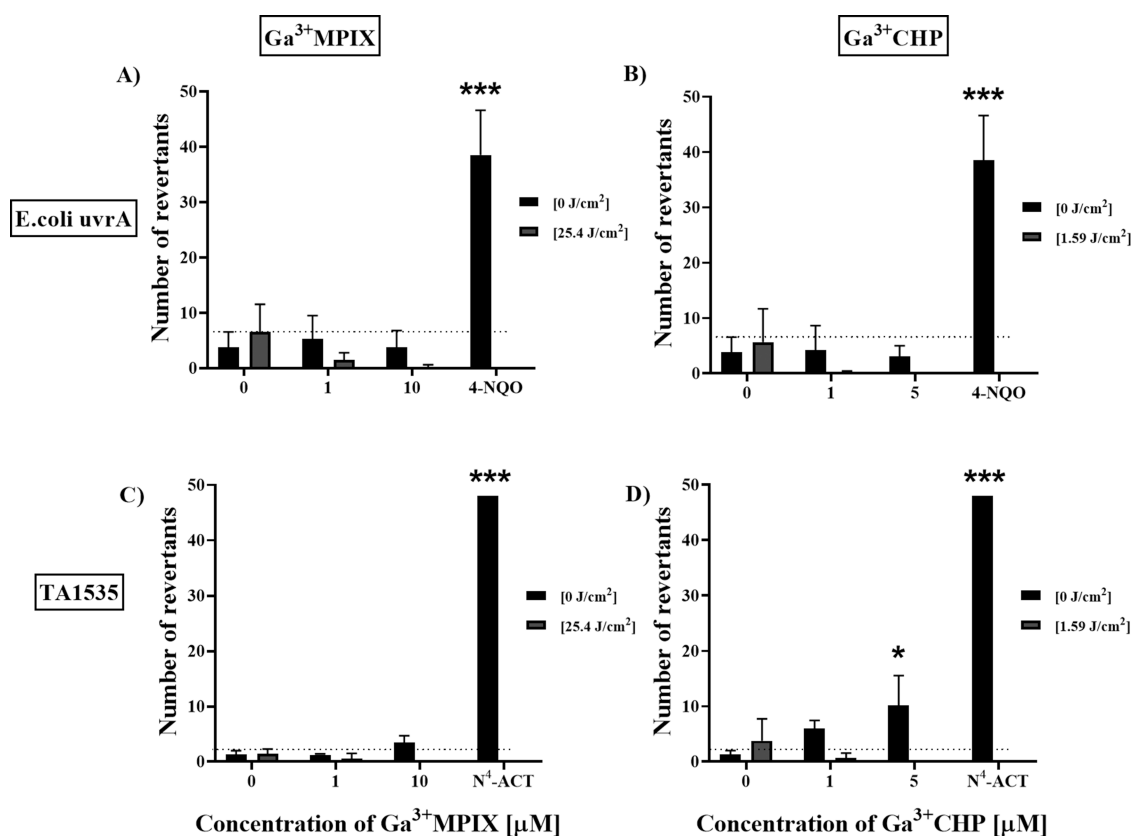 Ga³⁺MPIX
Ga³⁺CHP
E.coli uvrA
TA1535
A)
***
Number of revertants
50
40
30
20
10
0
0
1
10
4-NQO
[0 J/cm²]
[25.4 J/cm²]
B)
***
Number of revertants
50
40
30
20
10
0
0
1
5
4-NQO
[0 J/cm²]
[1.59 J/cm²]
C)
***
Number of revertants
50
40
30
20
10
0
0
1
10
N⁴-ACT
[0 J/cm²]
[25.4 J/cm²]
Concentration of Ga³⁺MPIX [μM]
D)
***
*
Number of revertants
50
40
30
20
10
0
0
1
5
N⁴-ACT
[0 J/cm²]
[1.59 J/cm²]
Concentration of Ga³⁺CHP [μM]